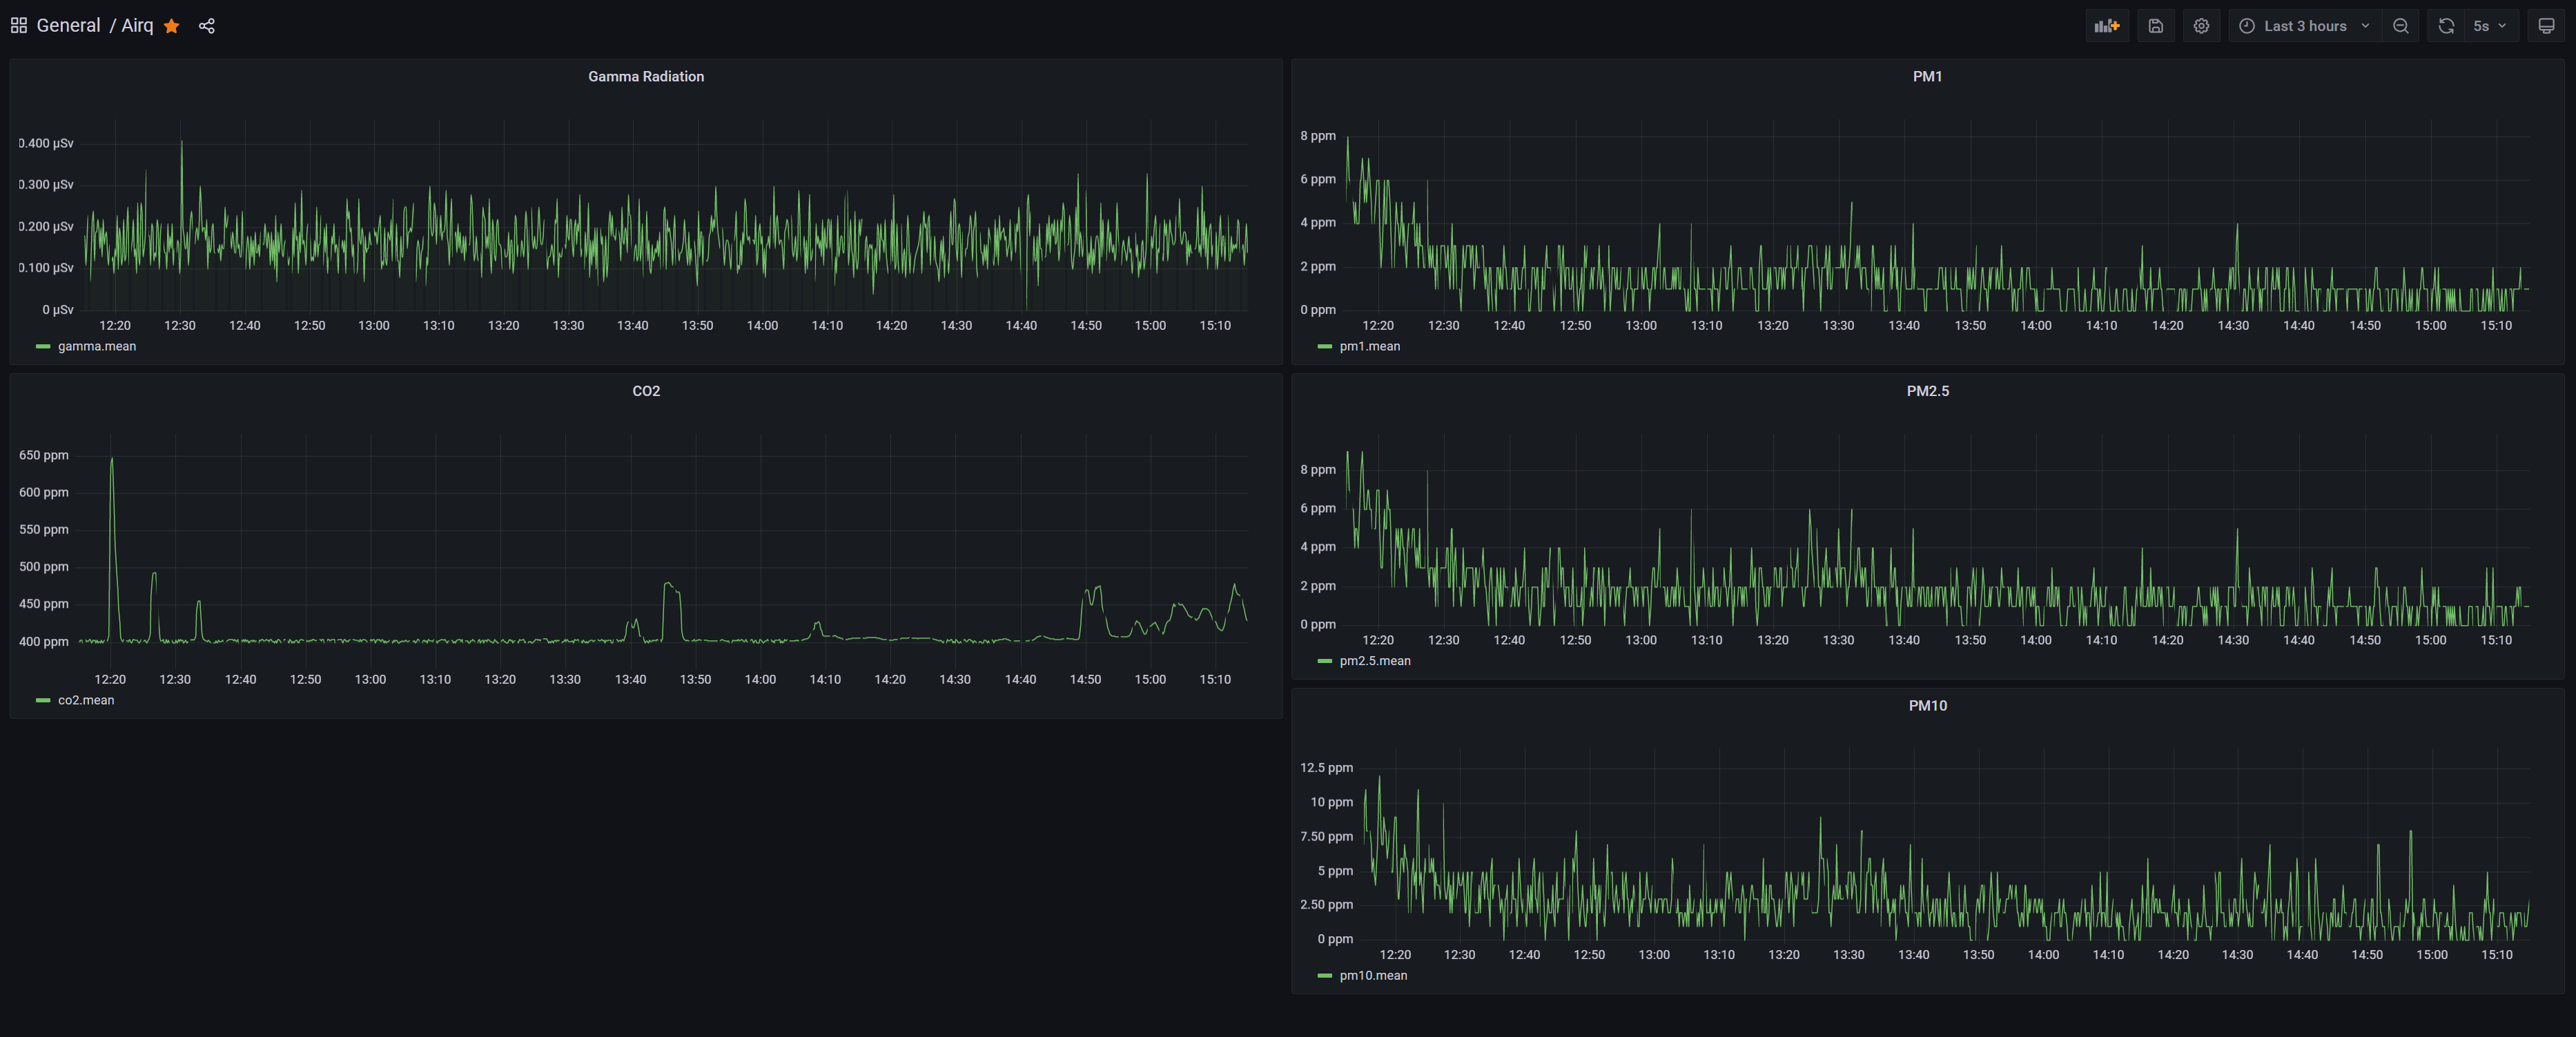 General / Airq
Last 3 hours
5s
Gamma Radiation
0.400 µSv
0.300 µSv
0.200 µSv
0.100 µSv
0 µSv
12:20 12:30 12:40 12:50 13:00 13:10 13:20 13:30 13:40 13:50 14:00 14:10 14:20 14:30 14:40 14:50 15:00 15:10
gamma.mean
PM1
8 ppm
6 ppm
4 ppm
2 ppm
0 ppm
12:20 12:30 12:40 12:50 13:00 13:10 13:20 13:30 13:40 13:50 14:00 14:10 14:20 14:30 14:40 14:50 15:00 15:10
pm1.mean
CO2
650 ppm
600 ppm
550 ppm
500 ppm
450 ppm
400 ppm
12:20 12:30 12:40 12:50 13:00 13:10 13:20 13:30 13:40 13:50 14:00 14:10 14:20 14:30 14:40 14:50 15:00 15:10
co2.mean
PM2.5
8 ppm
6 ppm
4 ppm
2 ppm
0 ppm
12:20 12:30 12:40 12:50 13:00 13:10 13:20 13:30 13:40 13:50 14:00 14:10 14:20 14:30 14:40 14:50 15:00 15:10
pm2.5.mean
PM10
12.5 ppm
10 ppm
7.50 ppm
5 ppm
2.50 ppm
0 ppm
12:20 12:30 12:40 12:50 13:00 13:10 13:20 13:30 13:40 13:50 14:00 14:10 14:20 14:30 14:40 14:50 15:00 15:10
pm10.mean